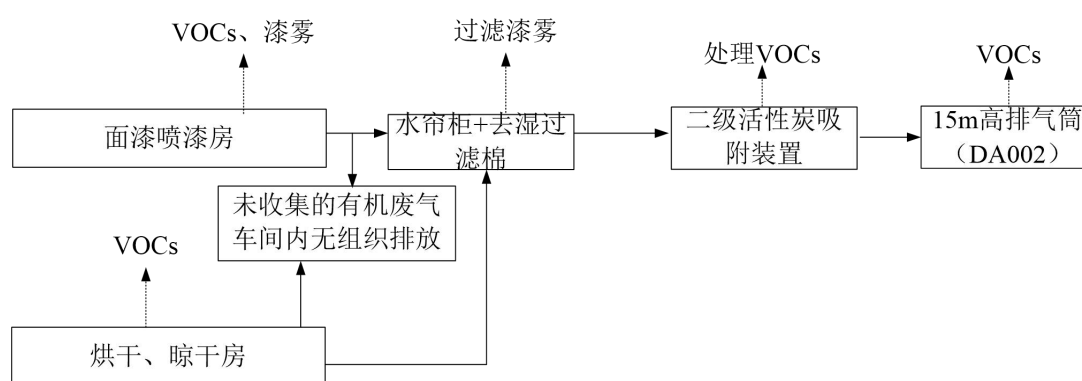 VOCs、漆雾
过滤漆雾
处理VOCs
VOCs
面漆喷漆房
水帘柜+去湿过
滤棉
二级活性炭吸
附装置
15m高排气筒
（DA002）
未收集的有机废气
车间内无组织排放
VOCs
烘干、晾干房